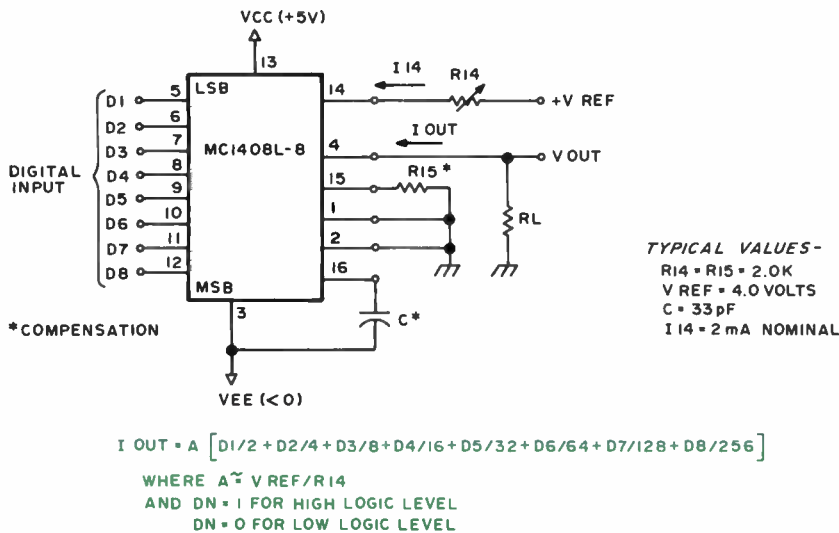 VCC (+5V)
13
I 14
R14
5
LSB
14
D1
+V REF
6
D2
I OUT
7
MC1408L-8
4
D3
V OUT
8
DIGITAL
INPUT
D4
15
R15*
9
D5
1
RL
10
D6
2
11
D7
16
12
D8
MSB
3
*COMPENSATION
C*
VEE (<0)
TYPICAL VALUES-
R14 = R15 = 2.0K
V REF = 4.0 VOLTS
C = 33pF
I 14 = 2mA NOMINAL
I OUT = A [D1/2 + D2/4 + D3/8 + D4/16 + D5/32 + D6/64 + D7/128 + D8/256]
WHERE A ≅ V REF/R14
AND DN = 1 FOR HIGH LOGIC LEVEL
DN = 0 FOR LOW LOGIC LEVEL